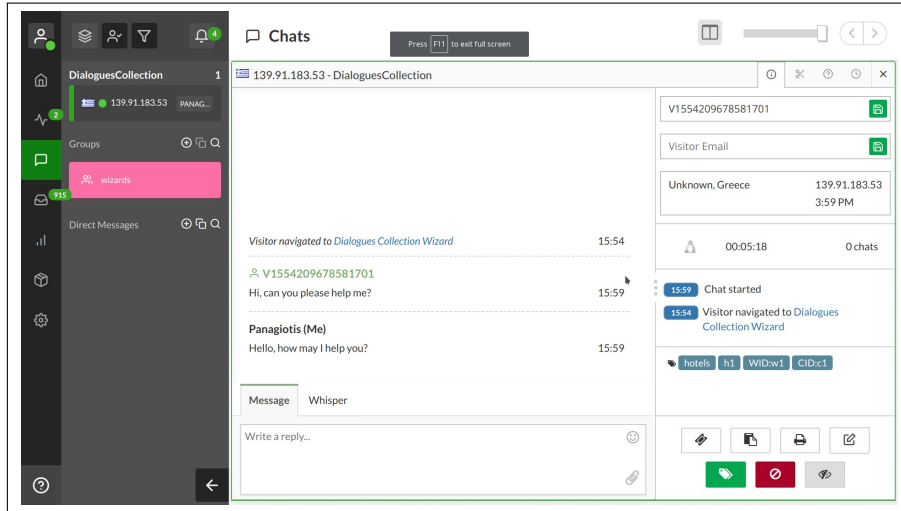 4
Chats
Press F11 to exit full screen
DialoguesCollection 1
139.91.183.53 PANAG...
2
Groups
wizards
915
Direct Messages
139.91.183.53 - DialoguesCollection
Visitor navigated to Dialogues Collection Wizard 15:54
V1554209678581701
Hi, can you please help me? 15:59
Panagiotis (Me)
Hello, how may I help you? 15:59
Message Whisper
Write a reply...
V1554209678581701
Visitor Email
Unknown, Greece 139.91.183.53
3:59 PM
00:05:18 0 chats
15:59 Chat started
15:54 Visitor navigated to Dialogues
Collection Wizard
hotels h1 WID:w1 CID:c1